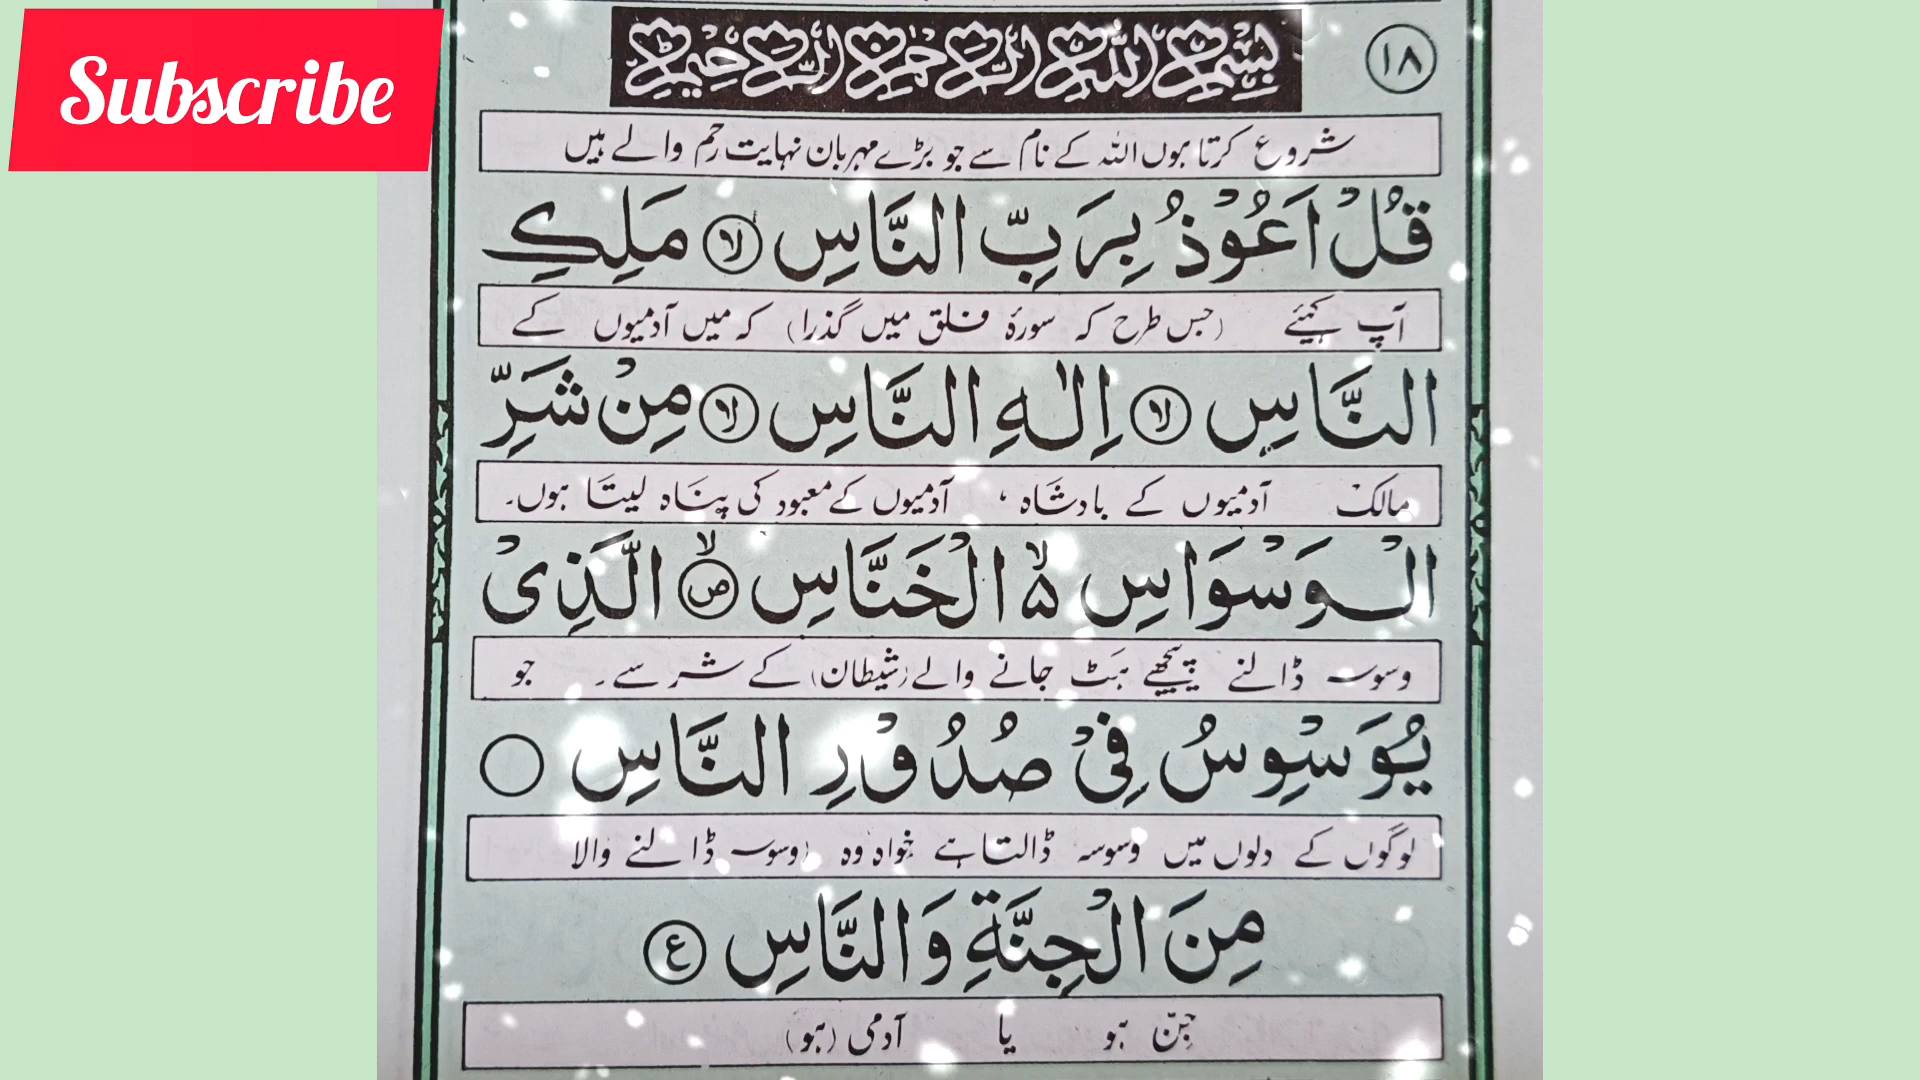 Subscribe
بِسْمِ اللهِ الرَّحْمٰنِ الرَّحِيْمِ
١٨
شروع کرتا ہوں اللہ کے نام سے جو بڑے مہربان نہایت رحم والے ہیں
قُلْ اَعُوْذُ بِرَبِّ النَّاسِ ۙ مَلِكِ
آپ کہئیے (جس طرح کہ سورۂ فلق میں گذرا) کہ میں آدمیوں کے
النَّاسِ ۙ اِلٰهِ النَّاسِ ۙ مِنْ شَرِّ
مالک آدمیوں کے بادشاہ ، آدمیوں کے معبود کی پناہ لیتا ہوں۔
الْوَسْوَاسِ ۵ۙ الْخَنَّاسِ ۙص الَّذِیْ
وسوسہ ڈالنے پیچھے ہٹ جانے والے (شیطان) کے شر سے۔ جو
يُوَسْوِسُ فِیْ صُدُوْرِ النَّاسِ ○
لوگوں کے دلوں میں وسوسہ ڈالتا ہے خواہ وہ (وسوسہ ڈالنے والا
مِنَ الْجِنَّةِ وَالنَّاسِ ع
جِنّ ہو یا آدمی (ہو)